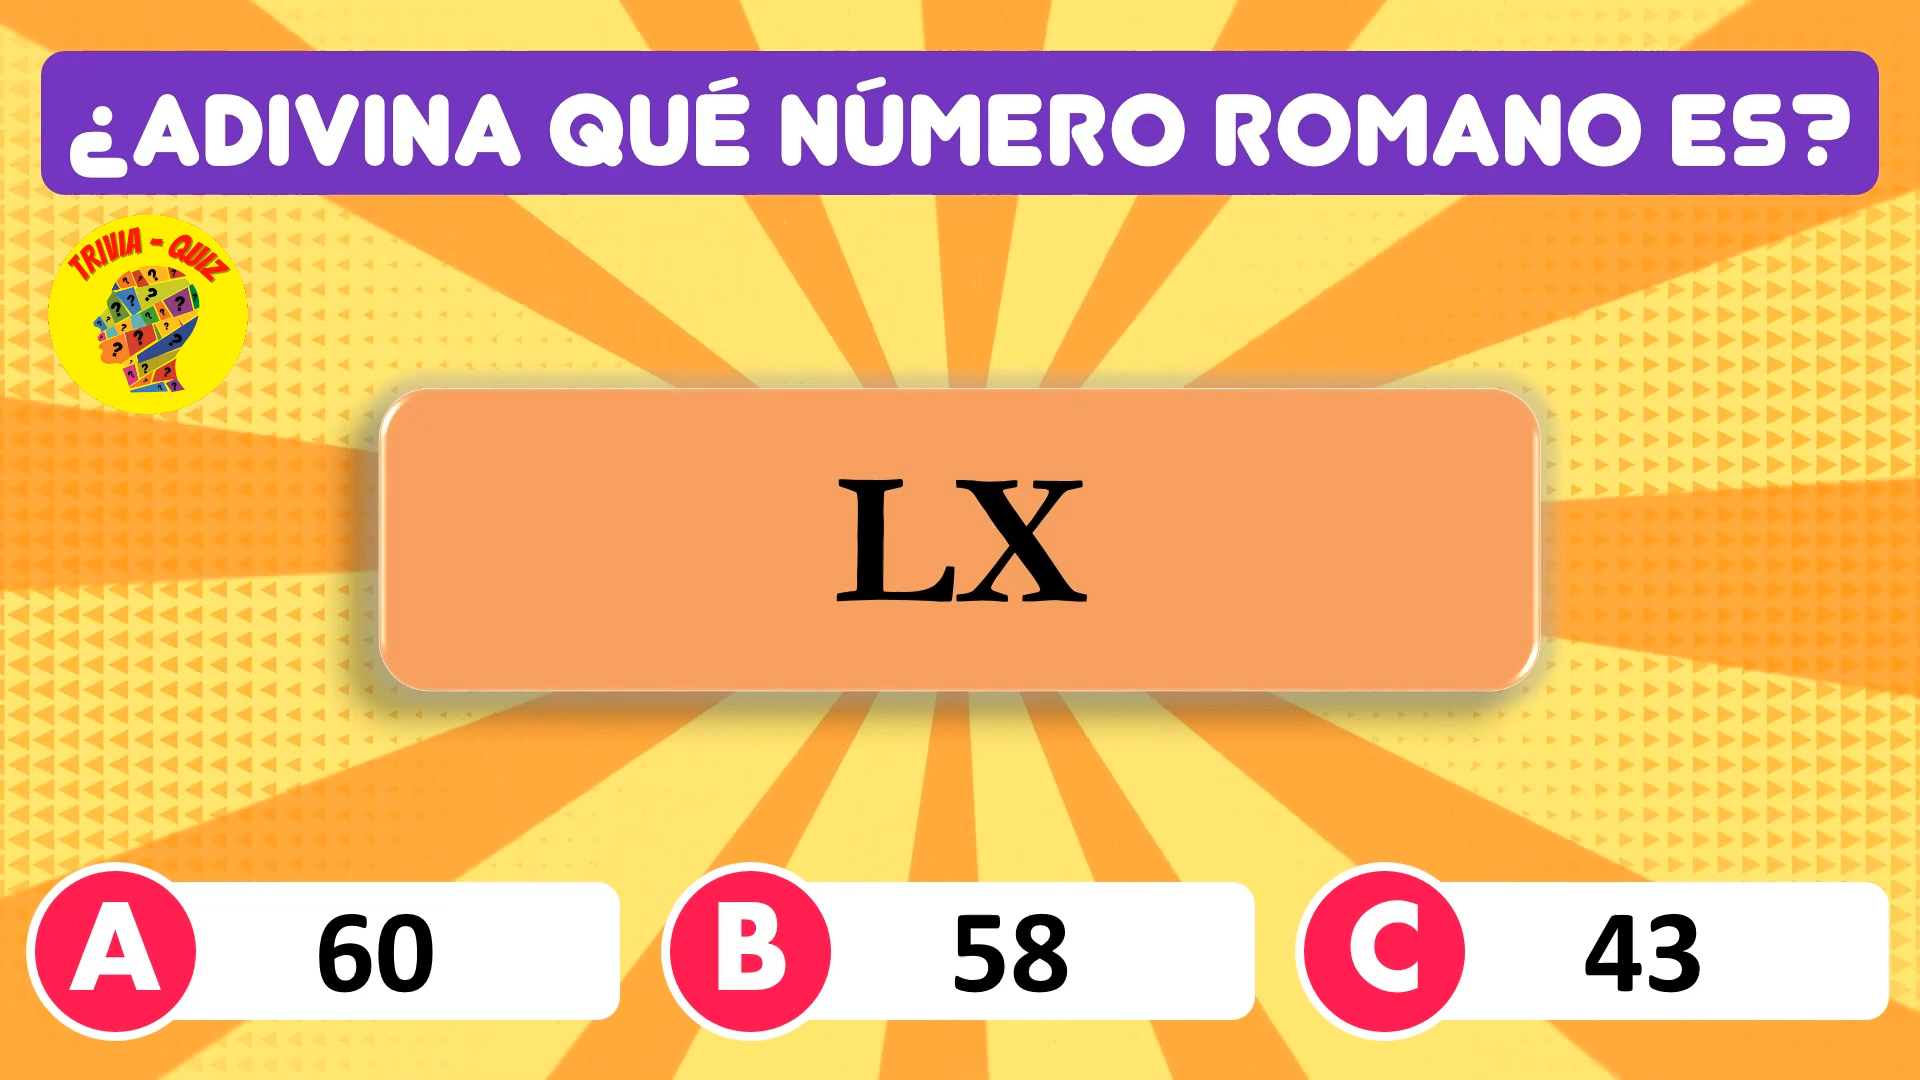 ¿ADIVINA QUÉ NÚMERO ROMANO ES?
TRIVIA - QUIZ
LX
A 60
B 58
C 43